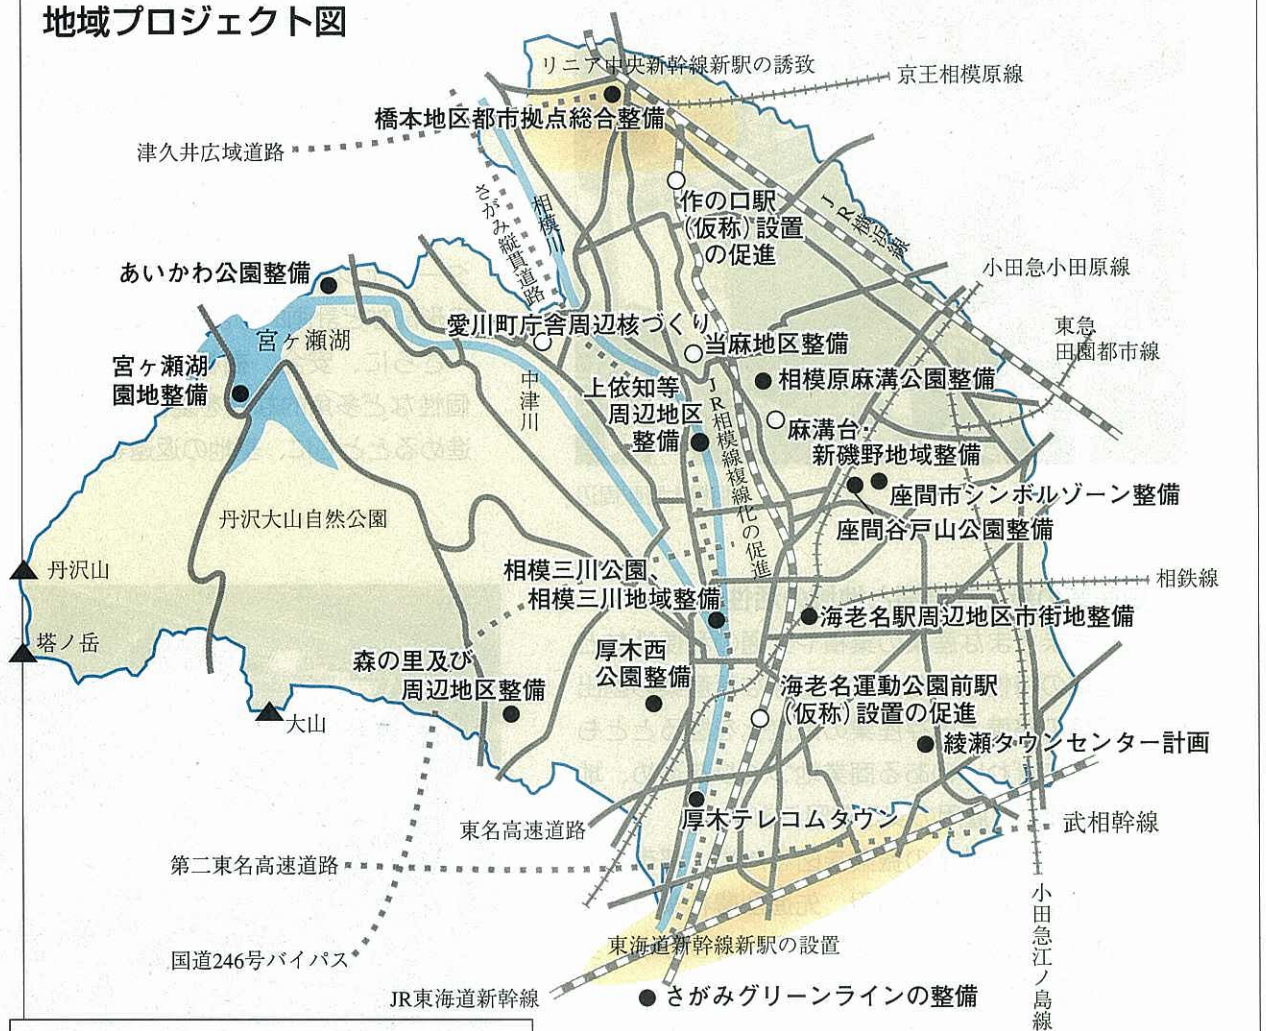 地域プロジェクト図
リニア中央新幹線新駅の誘致
京王相模原線
橋本地区都市拠点総合整備
津久井広域道路
さがみ縦貫道路
相模川
作の口駅
(仮称)設置
の促進
JR横浜線
小田急小田原線
あいかわ公園整備
東急
田園都市線
宮ヶ瀬湖
愛川町庁舎周辺核づくり
当麻地区整備
宮ヶ瀬湖
園地整備
中津川
上依知等
周辺地区
整備
JR相模線複線化の促進
相模原麻溝公園整備
麻溝台・
新磯野地域整備
座間市シンボルゾーン整備
座間谷戸山公園整備
丹沢大山自然公園
丹沢山
相模三川公園、
相模三川地域整備
相鉄線
海老名駅周辺地区市街地整備
塔ノ岳
森の里及び
周辺地区整備
厚木西
公園整備
海老名運動公園前駅
(仮称)設置の促進
大山
綾瀬タウンセンター計画
東名高速道路
厚木テレコムタウン
武相幹線
第二東名高速道路
小田急江ノ島線
国道246号バイパス
東海道新幹線新駅の設置
JR東海道新幹線
さがみグリーンラインの整備